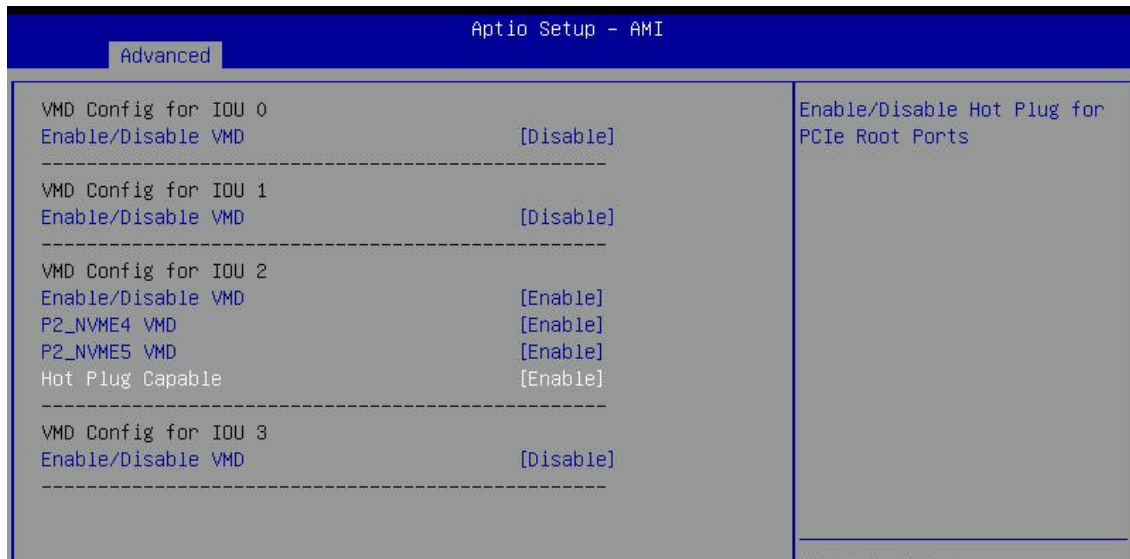 Aptio Setup - AMI
Advanced
VMD Config for IOU 0
Enable/Disable VMD [Disable]
------------------------------------------------------------
VMD Config for IOU 1
Enable/Disable VMD [Disable]
------------------------------------------------------------
VMD Config for IOU 2
Enable/Disable VMD [Enable]
P2_NVME4 VMD [Enable]
P2_NVME5 VMD [Enable]
Hot Plug Capable [Enable]
------------------------------------------------------------
VMD Config for IOU 3
Enable/Disable VMD [Disable]
------------------------------------------------------------
Enable/Disable Hot Plug for
PCIe Root Ports